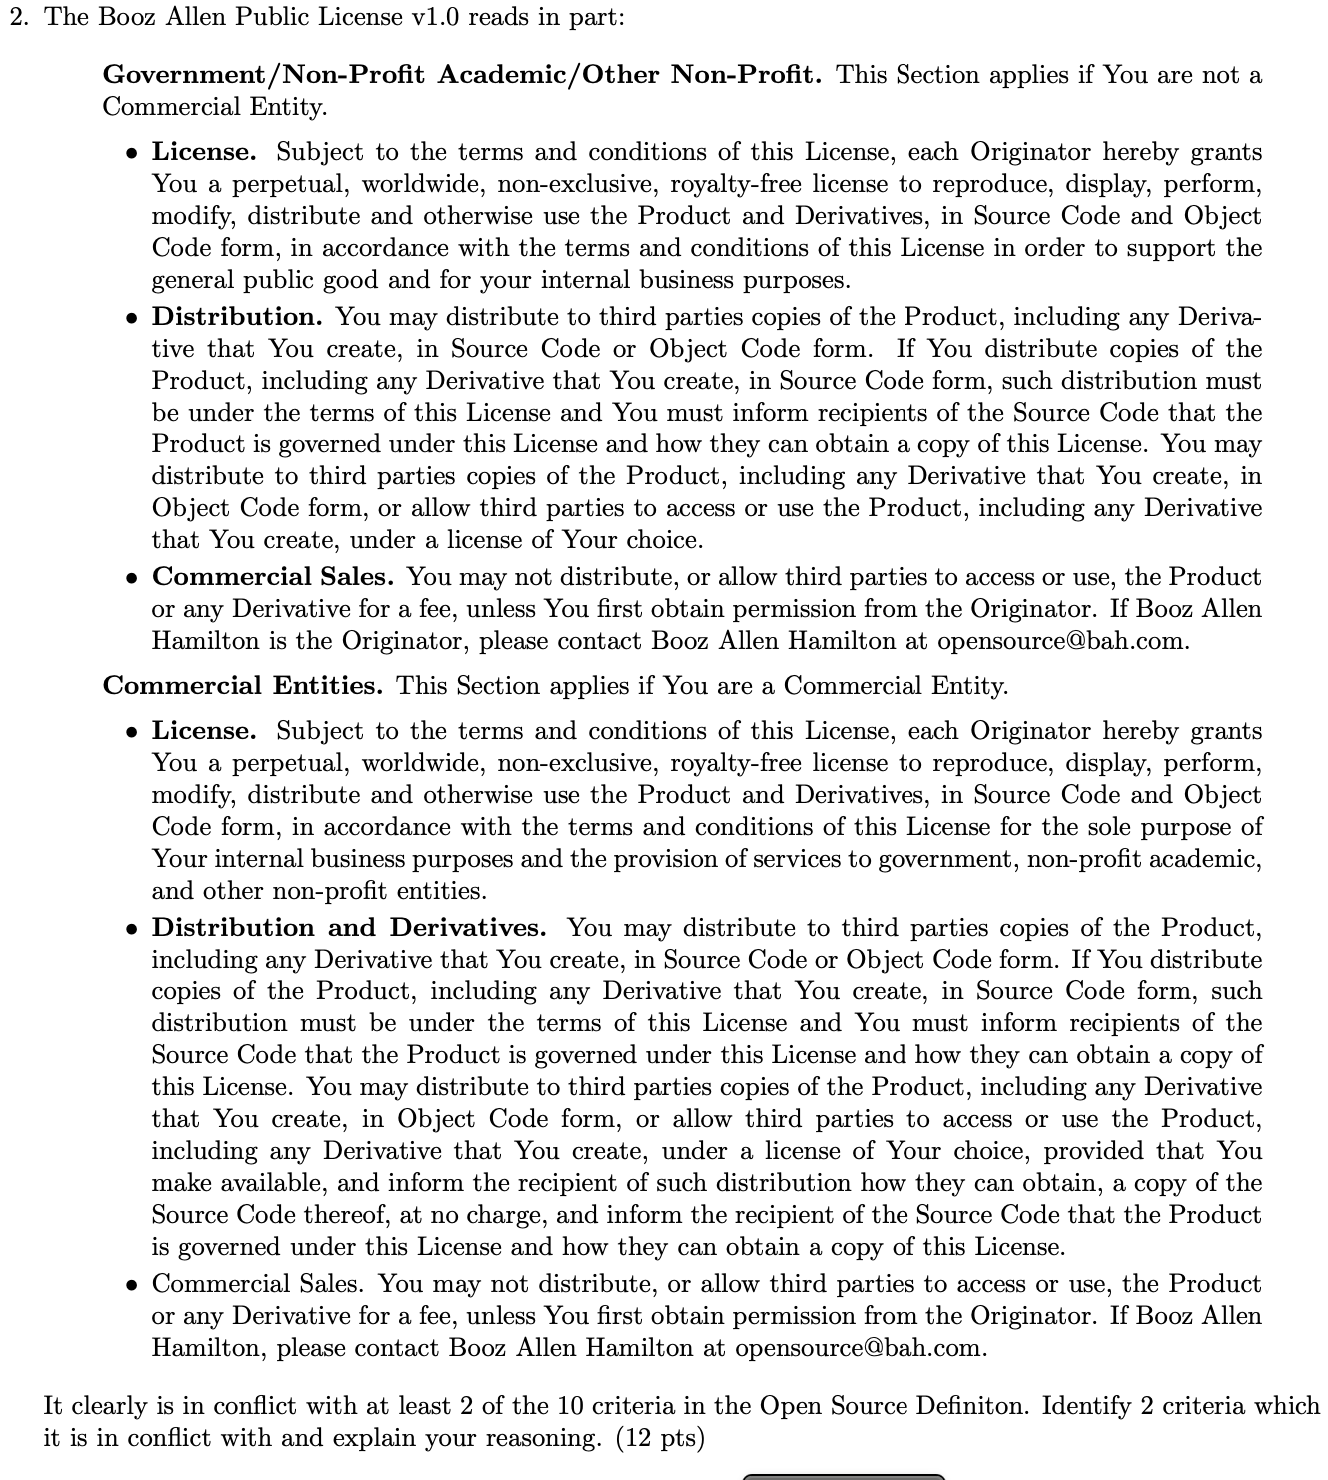 2. The Booz Allen Public License v1.0 reads in part:
Government/Non-Profit Academic/Other Non-Profit. This Section applies if You are not a
Commercial Entity.
• License. Subject to the terms and conditions of this License, each Originator hereby grants
You a perpetual, worldwide, non-exclusive, royalty-free license to reproduce, display, perform,
modify, distribute and otherwise use the Product and Derivatives, in Source Code and Object
Code form, in accordance with the terms and conditions of this License in order to support the
general public good and for your internal business purposes.
• Distribution. You may distribute to third parties copies of the Product, including any Deriva-
tive that You create, in Source Code or Object Code form. If You distribute copies of the
Product, including any Derivative that You create, in Source Code form, such distribution must
be under the terms of this License and You must inform recipients of the Source Code that the
Product is governed under this License and how they can obtain a copy of this License. You may
distribute to third parties copies of the Product, including any Derivative that You create, in
Object Code form, or allow third parties to access or use the Product, including any Derivative
that You create, under a license of Your choice.
• Commercial Sales. You may not distribute, or allow third parties to access or use, the Product
or any Derivative for a fee, unless You first obtain permission from the Originator. If Booz Allen
Hamilton is the Originator, please contact Booz Allen Hamilton at opensource@bah.com.
Commercial Entities. This Section applies if You are a Commercial Entity.
• License. Subject to the terms and conditions of this License, each Originator hereby grants
You a perpetual, worldwide, non-exclusive, royalty-free license to reproduce, display, perform,
modify, distribute and otherwise use the Product and Derivatives, in Source Code and Object
Code form, in accordance with the terms and conditions of this License for the sole purpose of
Your internal business purposes and the provision of services to government, non-profit academic,
and other non-profit entities.
• Distribution and Derivatives. You may distribute to third parties copies of the Product,
including any Derivative that You create, in Source Code or Object Code form. If You distribute
copies of the Product, including any Derivative that You create, in Source Code form, such
distribution must be under the terms of this License and You must inform recipients of the
Source Code that the Product is governed under this License and how they can obtain a copy of
this License. You may distribute to third parties copies of the Product, including any Derivative
that You create, in Object Code form, or allow third parties to access or use the Product,
including any Derivative that You create, under a license of Your choice, provided that You
make available, and inform the recipient of such distribution how they can obtain, a copy of the
Source Code thereof, at no charge, and inform the recipient of the Source Code that the Product
is governed under this License and how they can obtain a copy of this License.
• Commercial Sales. You may not distribute, or allow third parties to access or use, the Product
or any Derivative for a fee, unless You first obtain permission from the Originator. If Booz Allen
Hamilton, please contact Booz Allen Hamilton at opensource@bah.com.
It clearly is in conflict with at least 2 of the 10 criteria in the Open Source Definiton. Identify 2 criteria which
it is in conflict with and explain your reasoning. (12 pts)